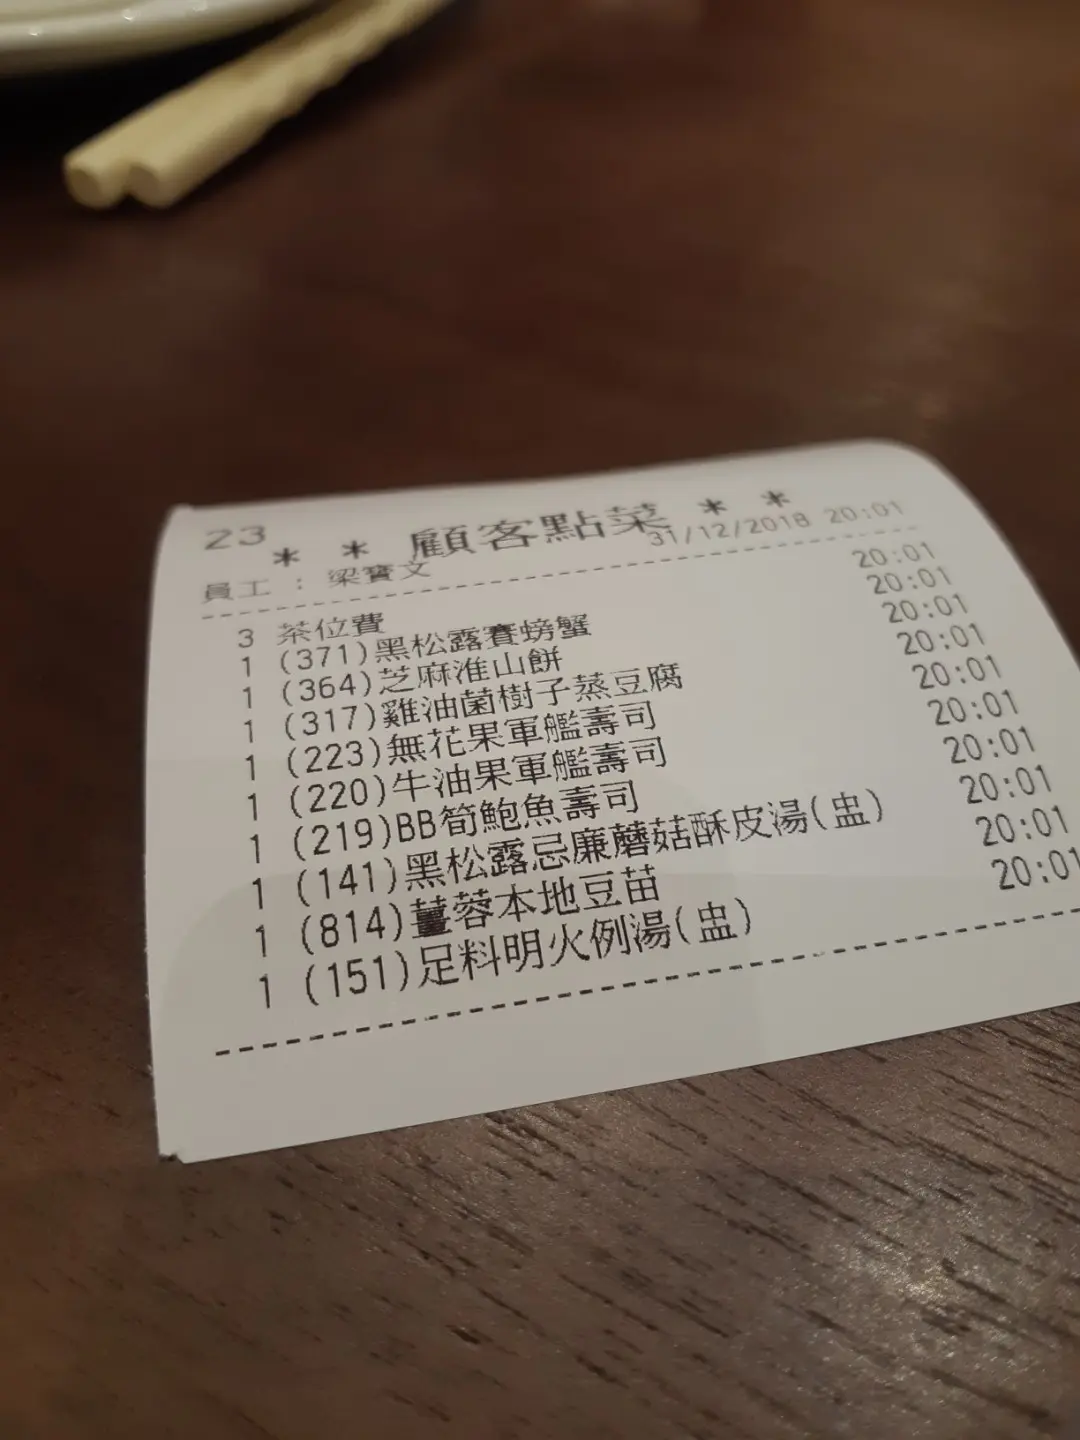 23
* * 顧客點菜 * *
員工 : 梁寶文 31/12/2018 20:01
3 茶位費 20:01
1 (371)黑松露賽螃蟹 20:01
1 (364)芝麻淮山餅 20:01
1 (317)雞油菌樹子蒸豆腐 20:01
1 (223)無花果軍艦壽司 20:01
1 (220)牛油果軍艦壽司 20:01
1 (219)BB筍鮑魚壽司 20:01
1 (141)黑松露忌廉蘑菇酥皮湯(盅) 20:01
1 (814)薑蓉本地豆苗 20:01
1 (151)足料明火例湯(盅) 20:01